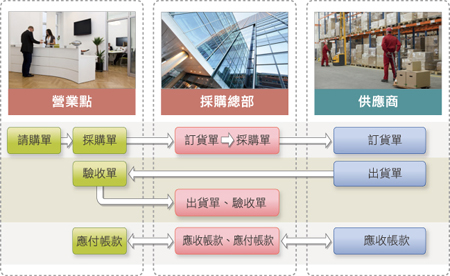 營業點
採購總部
供應商
請購單
採購單
訂貨單
採購單
訂貨單
驗收單
出貨單
出貨單、驗收單
應付帳款
應收帳款、應付帳款
應收帳款